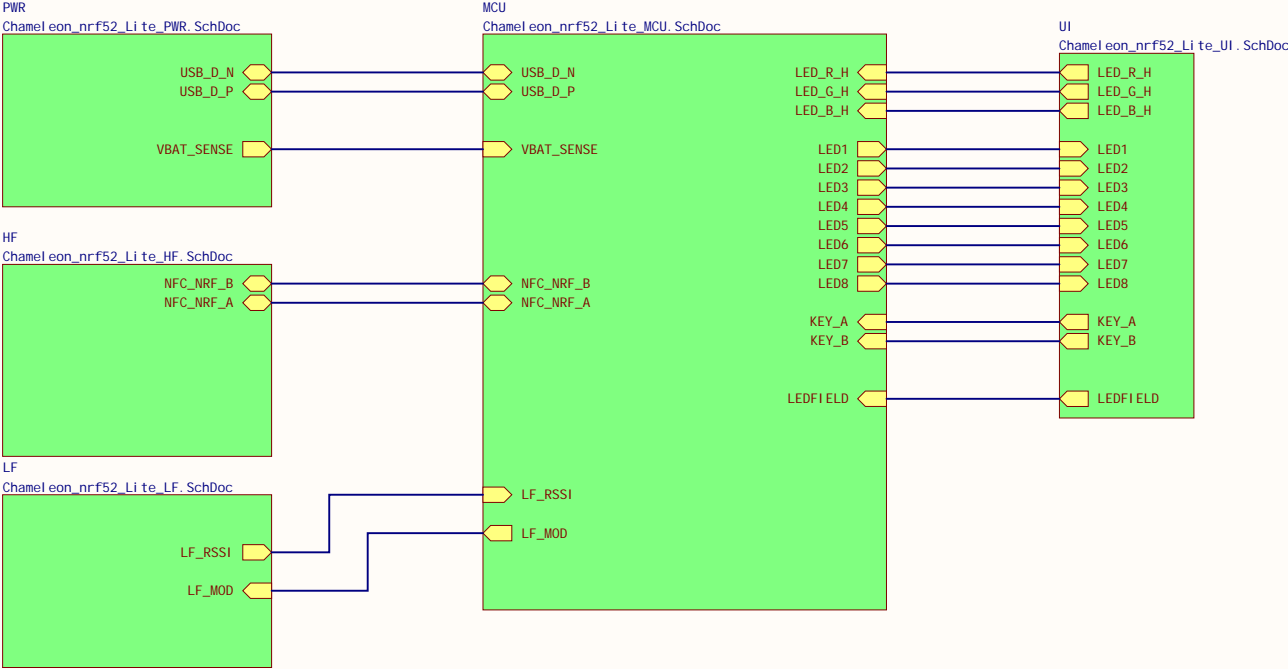 PWR
Chameleon_nrf52_Lite_PWR.SchDoc
USB_D_N
USB_D_P
VBAT_SENSE
HF
Chameleon_nrf52_Lite_HF.SchDoc
NFC_NRF_B
NFC_NRF_A
LF
Chameleon_nrf52_Lite_LF.SchDoc
LF_RSSI
LF_MOD
MCU
Chameleon_nrf52_Lite_MCU.SchDoc
USB_D_N
USB_D_P
VBAT_SENSE
NFC_NRF_B
NFC_NRF_A
LF_RSSI
LF_MOD
LED_R_H
LED_G_H
LED_B_H
LED1
LED2
LED3
LED4
LED5
LED6
LED7
LED8
KEY_A
KEY_B
LEDFIELD
UI
Chameleon_nrf52_Lite_UI.SchDoc
LED_R_H
LED_G_H
LED_B_H
LED1
LED2
LED3
LED4
LED5
LED6
LED7
LED8
KEY_A
KEY_B
LEDFIELD